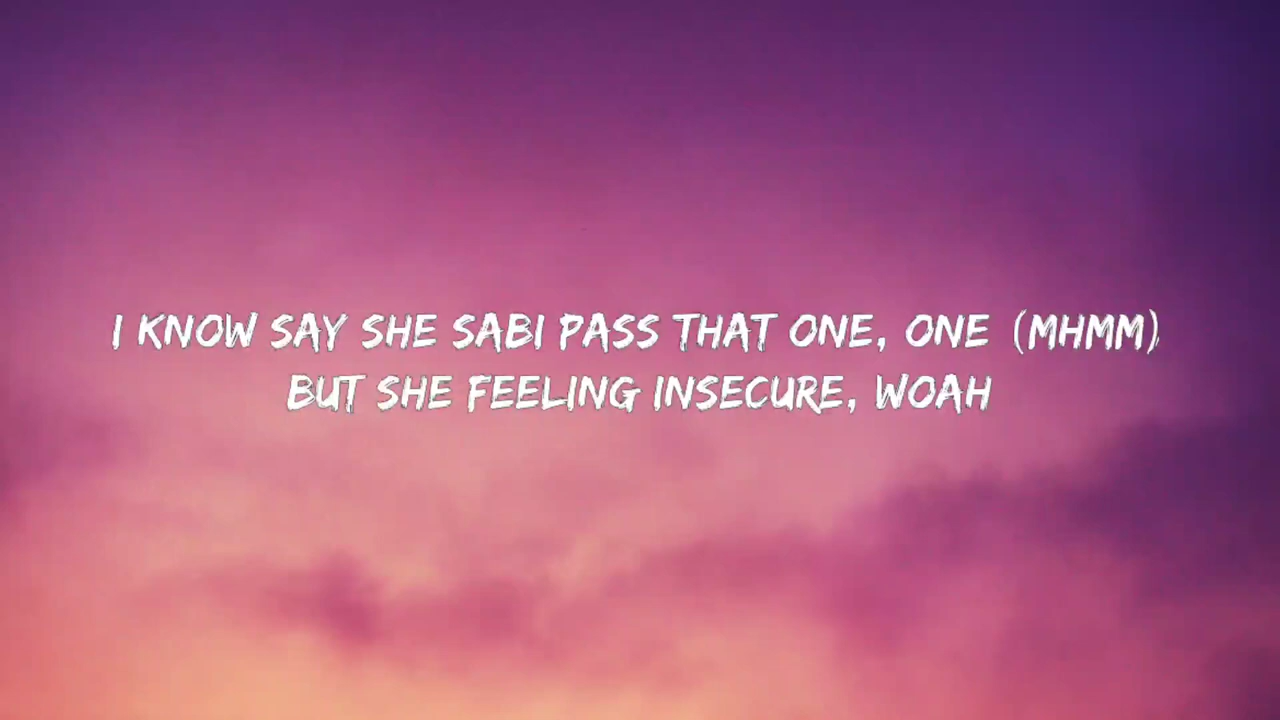 I KNOW SAY SHE SABI PASS THAT ONE, ONE (MHMM)
BUT SHE FEELING INSECURE, WOAH